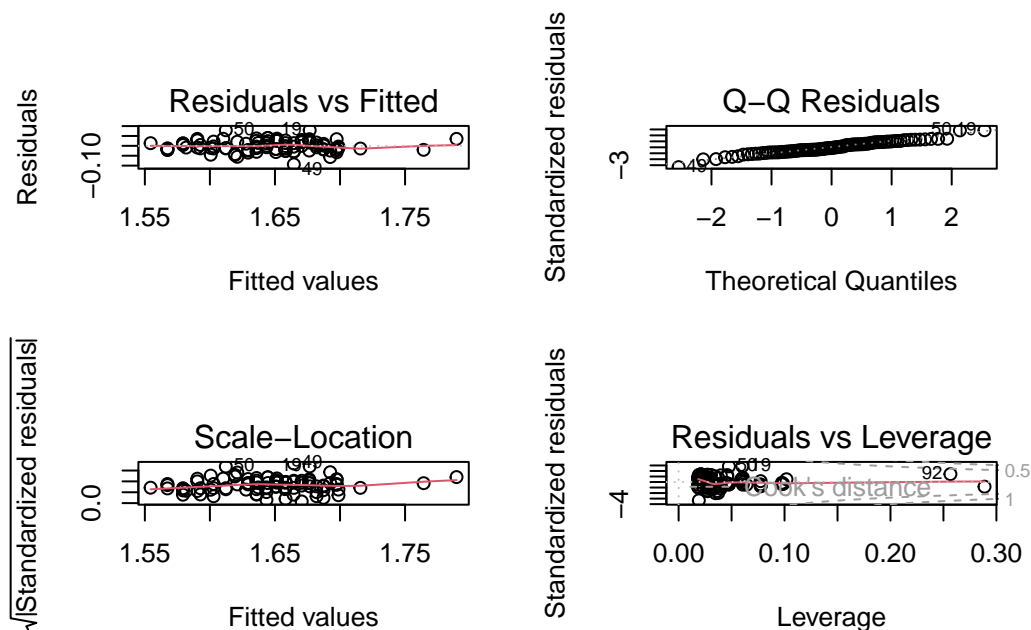 Residuals vs Fitted
Residuals
−0.10
50
19
49
1.55
1.65
1.75
Fitted values
Q−Q Residuals
Standardized residuals
−3
50
19
49
−2
−1
0
1
2
Theoretical Quantiles
Scale−Location
√|Standardized residuals|
0.0
50
19
49
1.55
1.65
1.75
Fitted values
Residuals vs Leverage
Standardized residuals
−4
50
19
92
Cook's distance
0.5
1
0.00
0.10
0.20
0.30
Leverage